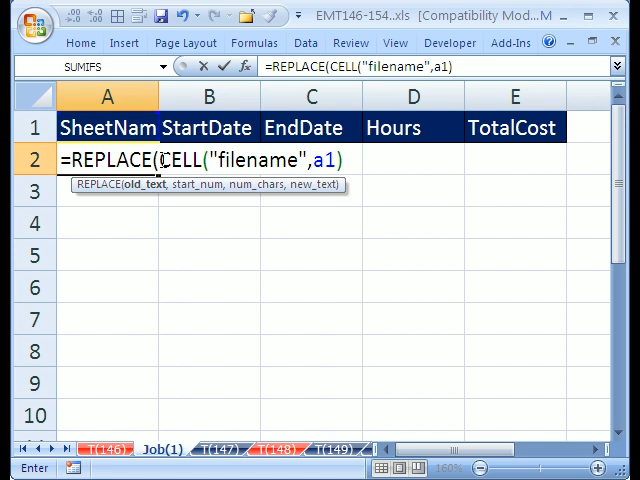 EMT146-154..xls [Compatibility Mod... M
Home Insert Page Layout Formulas Data Review View Developer Add-Ins
SUMIFS =REPLACE(CELL("filename",a1)
A B C D E
1 SheetNam StartDate EndDate Hours TotalCost
2 =REPLACE(CELL("filename",a1)
REPLACE(old_text, start_num, num_chars, new_text)
3
4
5
6
7
8
9
10
T(146) Job(1) T(147) T(148) T(149)
Enter 160%